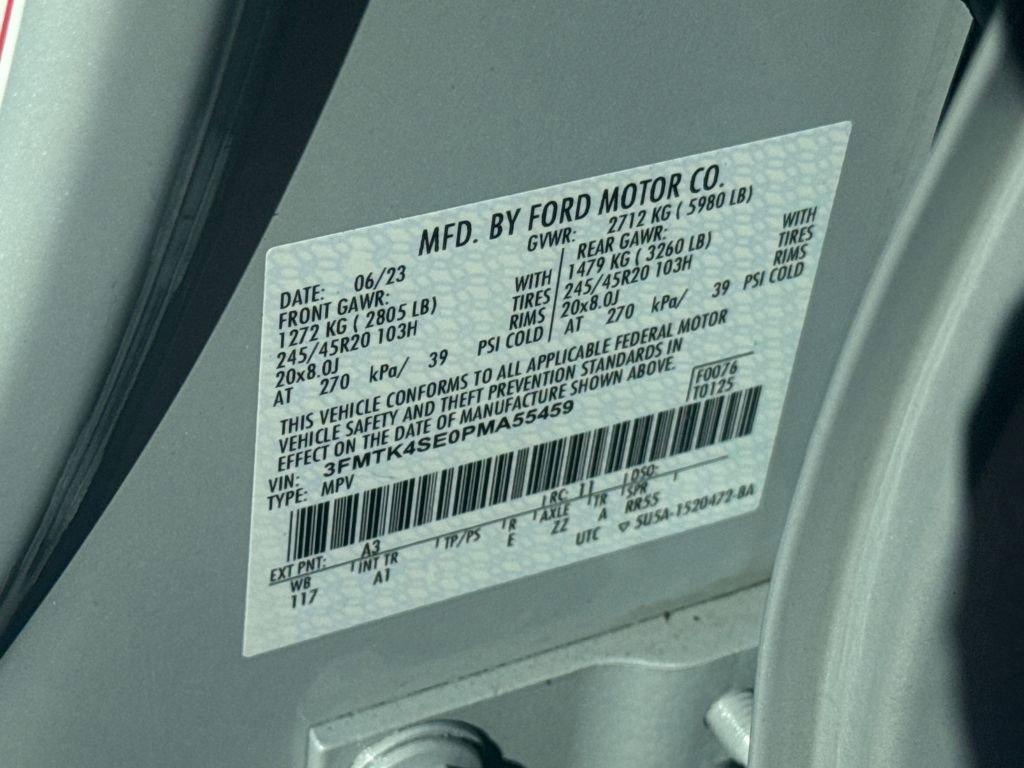 MFD. BY FORD MOTOR CO.
DATE: 06/23 GVWR: 2712 KG ( 5980 LB)
FRONT GAWR: REAR GAWR:
1272 KG ( 2805 LB) WITH 1479 KG ( 3260 LB) WITH
245/45R20 103H TIRES 245/45R20 103H TIRES
20x8.0J RIMS 20x8.0J RIMS
AT 270 kPa/ 39 PSI COLD AT 270 kPa/ 39 PSI COLD
THIS VEHICLE CONFORMS TO ALL APPLICABLE FEDERAL MOTOR
VEHICLE SAFETY AND THEFT PREVENTION STANDARDS IN
EFFECT ON THE DATE OF MANUFACTURE SHOWN ABOVE.
VIN: 3FMTK4SE0PMA55459 F0076
TYPE: MPV T0125
EXT PNT: A3 RC: 11 DSO:
WB INT TR TP/PS R AXLE TR SPR
117 A1 E ZZ A RR55
UTC ▽ 5U5A-1520472-BA